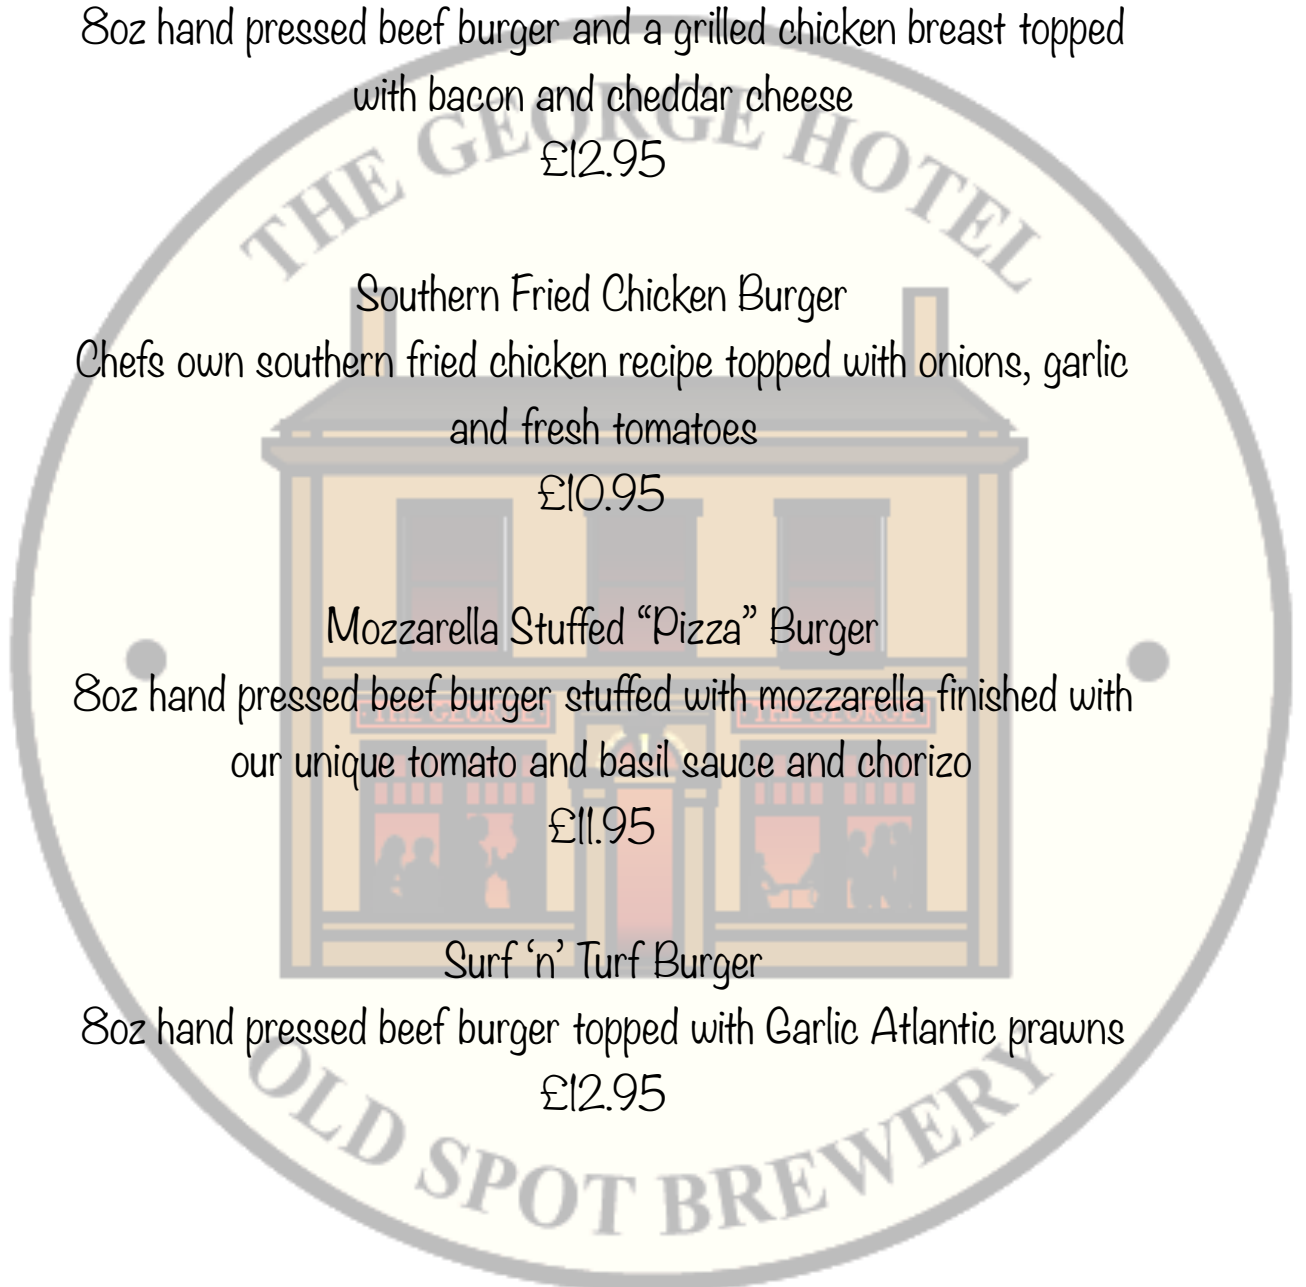 8oz hand pressed beef burger and a grilled chicken breast topped
with bacon and cheddar cheese
THE GEORGE HOTEL
£12.95
Southern Fried Chicken Burger
Chefs own southern fried chicken recipe topped with onions, garlic
and fresh tomatoes
£10.95
Mozzarella Stuffed “Pizza” Burger
8oz hand pressed beef burger stuffed with mozzarella finished with
THE GEORGE
THE GEORGE
our unique tomato and basil sauce and chorizo
£11.95
Surf ‘n’ Turf Burger
8oz hand pressed beef burger topped with Garlic Atlantic prawns
£12.95
OLD SPOT BREWERY